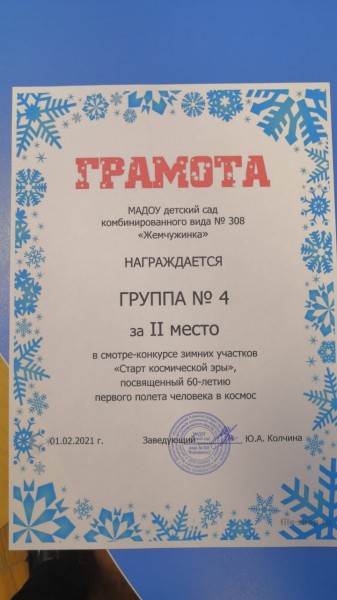 ГРАМОТА
МАДОУ детский сад
комбинированного вида № 308
«Жемчужинка»
НАГРАЖДАЕТСЯ
ГРУППА № 4
за II место
в смотре-конкурсе зимних участков
«Старт космической эры»,
посвященный 60-летию
первого полета человека в космос
01.02.2021 г. Заведующий Ю.А. Колчина